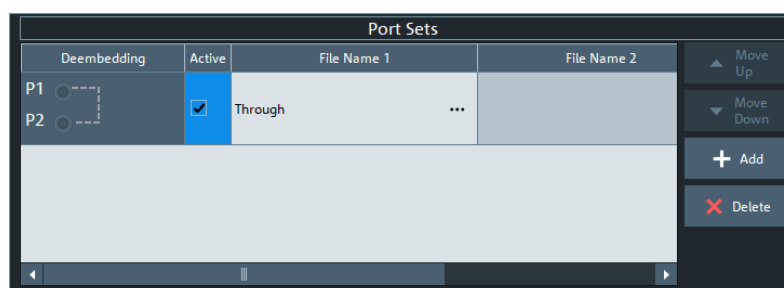 Port Sets
Deembedding Active File Name 1 File Name 2
P1
P2
Through ...
Move Up
Move Down
Add
Delete